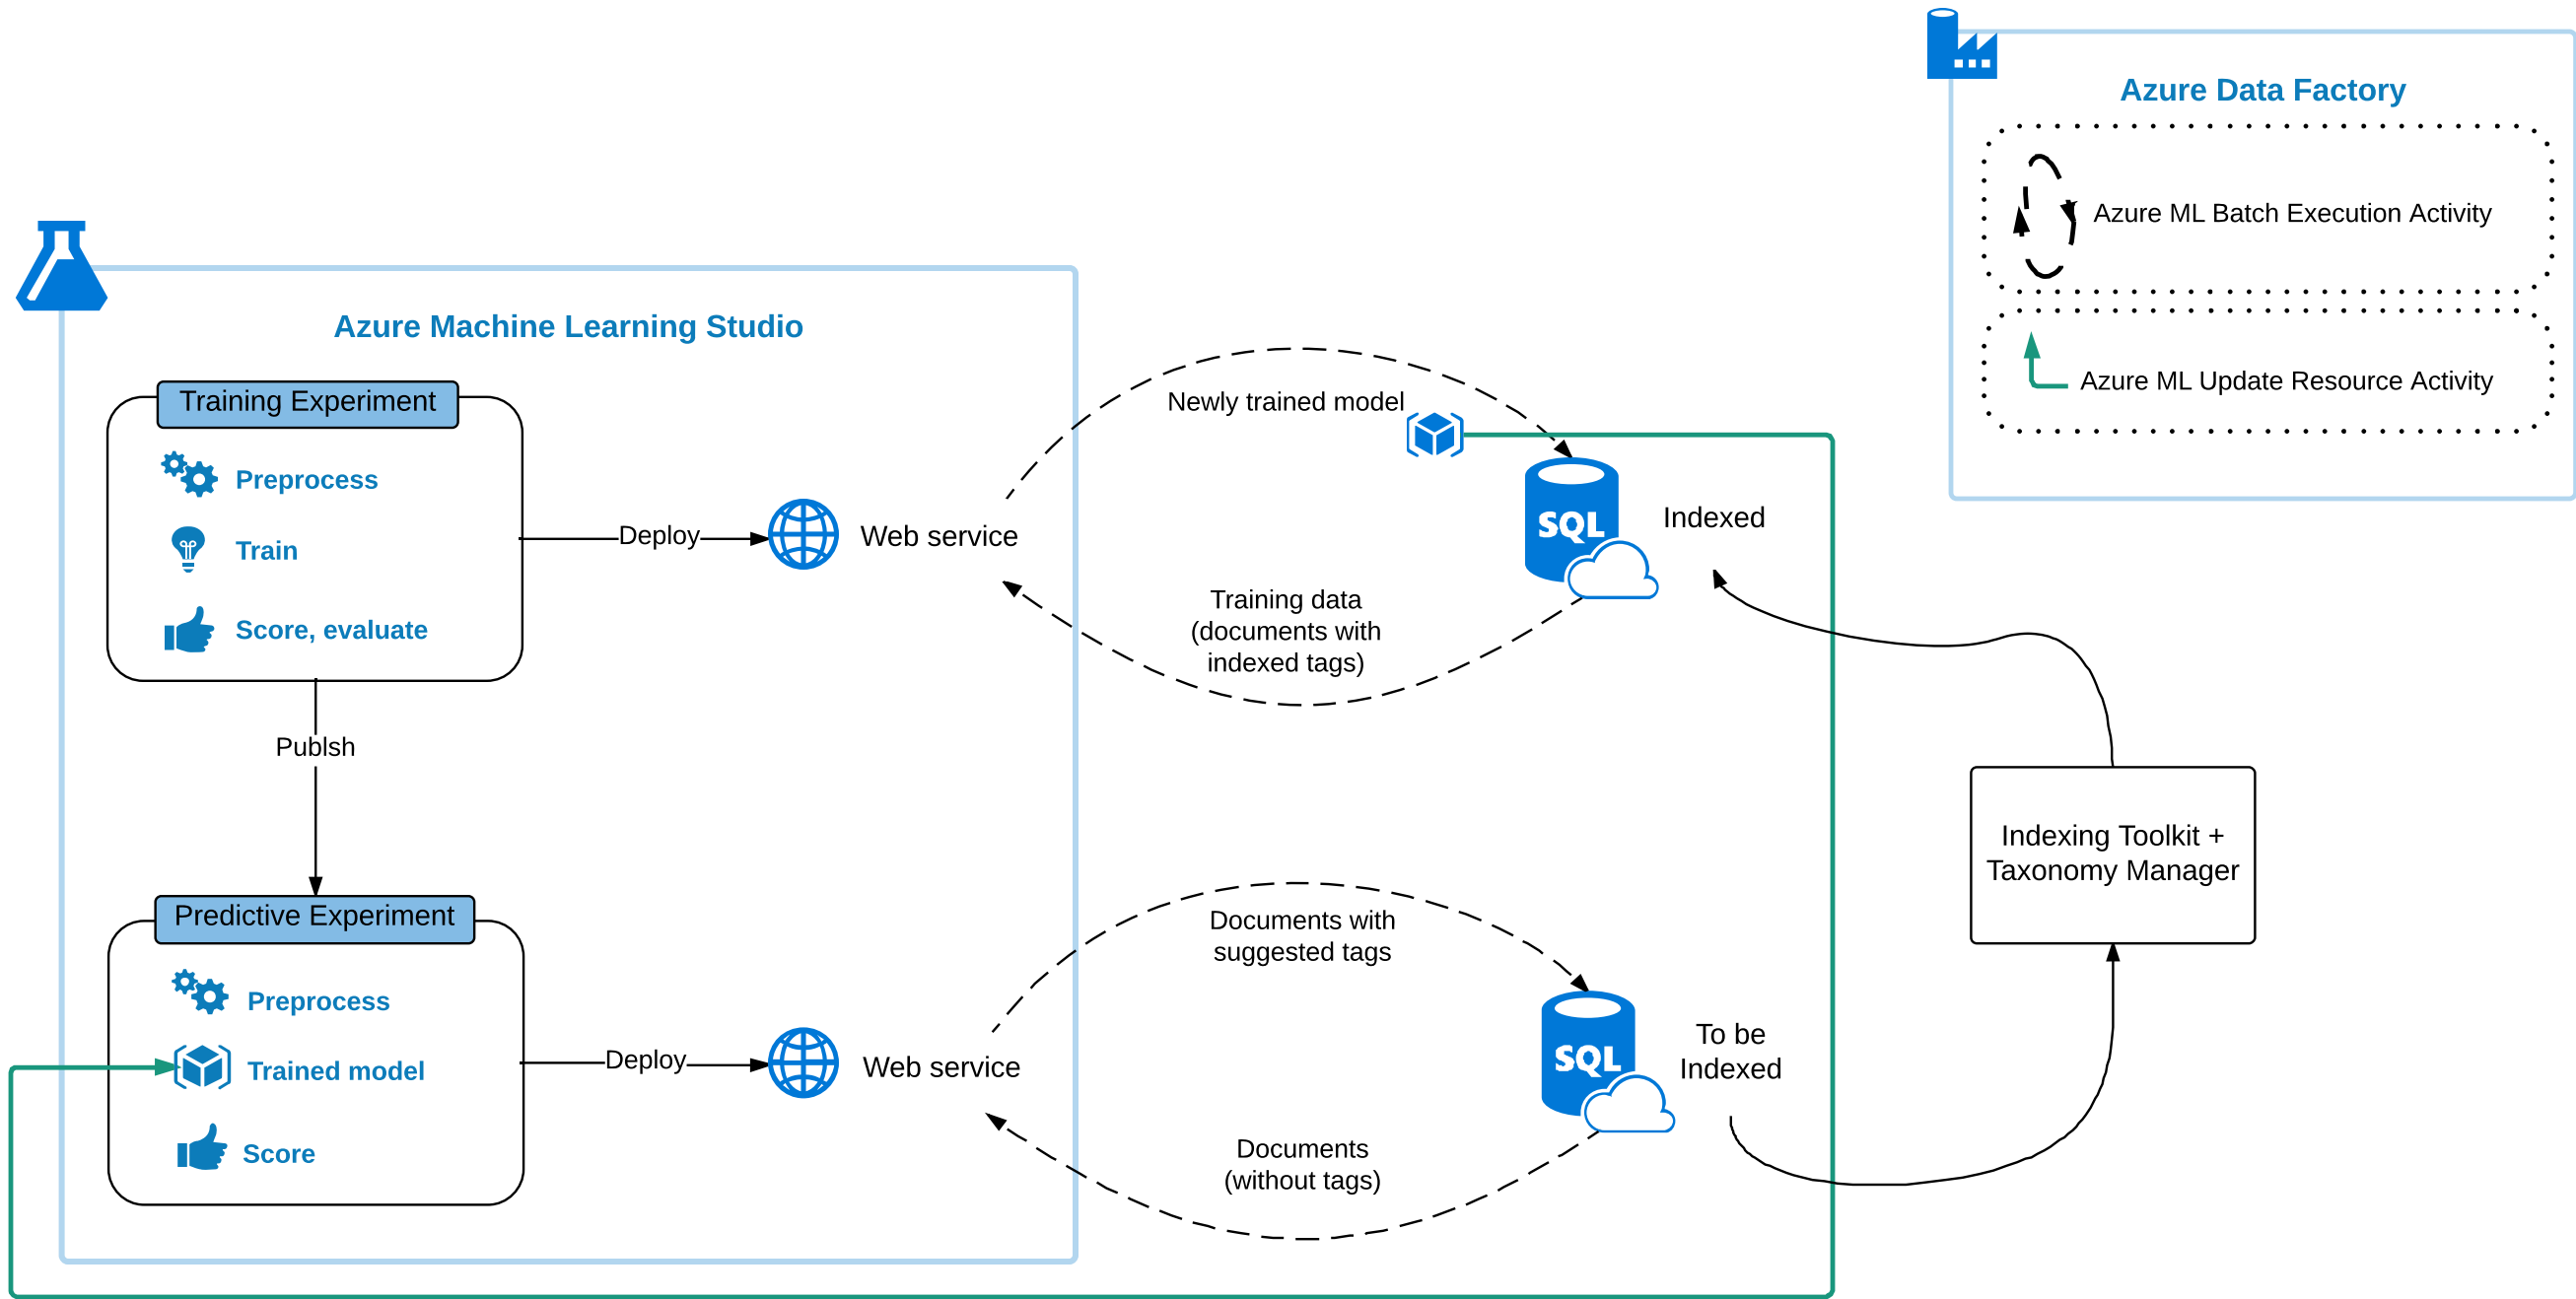 Azure Data Factory
Azure ML Batch Execution Activity
Azure ML Update Resource Activity
Azure Machine Learning Studio
Training Experiment
Preprocess
Train
Score, evaluate
Deploy
Web service
Newly trained model
Training data
(documents with
indexed tags)
SQL
Indexed
Publsh
Indexing Toolkit +
Taxonomy Manager
Predictive Experiment
Preprocess
Trained model
Score
Deploy
Web service
Documents with
suggested tags
Documents
(without tags)
SQL
To be
Indexed